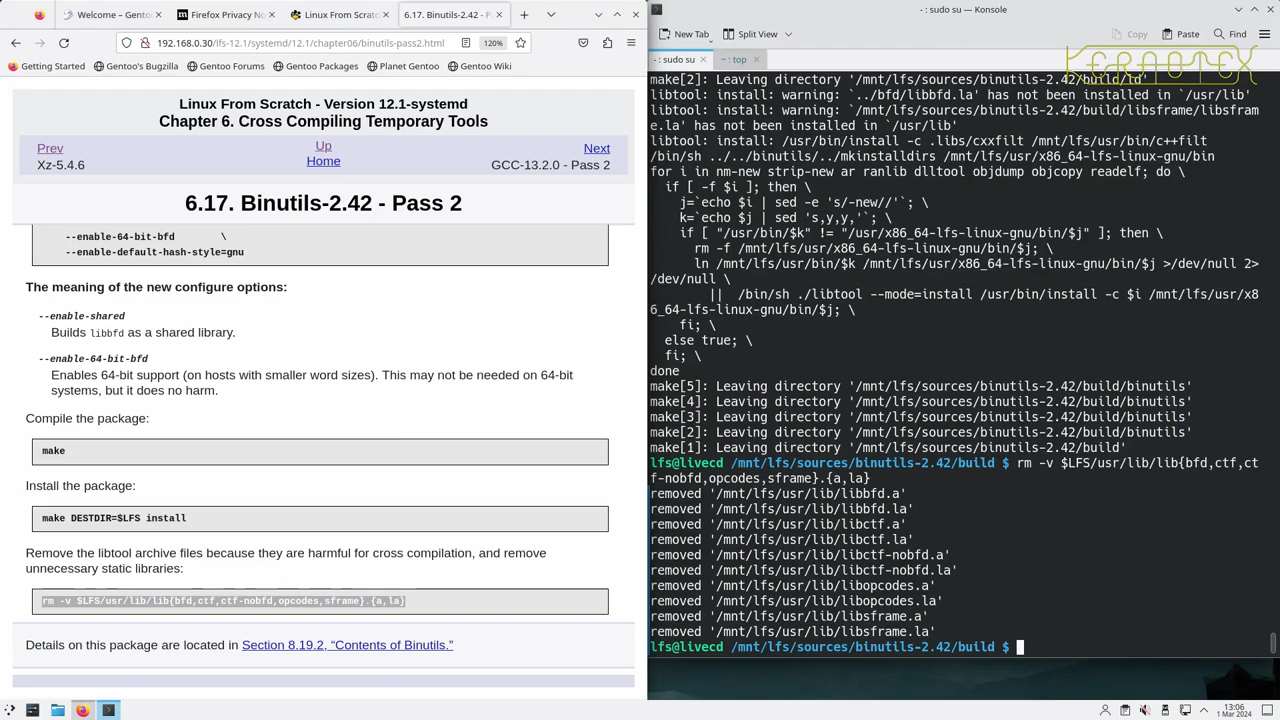 Welcome – Gento
Firefox Privacy No
Linux From Scratc
6.17. Binutils-2.42 - Pa
192.168.0.30/lfs-12.1/systemd/12.1/chapter06/binutils-pass2.html
120%
Getting Started
Gentoo's Bugzilla
Gentoo Forums
Gentoo Packages
Planet Gentoo
Gentoo Wiki
Linux From Scratch - Version 12.1-systemd
Chapter 6. Cross Compiling Temporary Tools
Prev
Up
Next
Xz-5.4.6
Home
GCC-13.2.0 - Pass 2
6.17. Binutils-2.42 - Pass 2
--enable-64-bit-bfd \
--enable-default-hash-style=gnu
The meaning of the new configure options:
--enable-shared
Builds libbfd as a shared library.
--enable-64-bit-bfd
Enables 64-bit support (on hosts with smaller word sizes). This may not be needed on 64-bit
systems, but it does no harm.
Compile the package:
make
Install the package:
make DESTDIR=$LFS install
Remove the libtool archive files because they are harmful for cross compilation, and remove
unnecessary static libraries:
rm -v $LFS/usr/lib/lib{bfd,ctf,ctf-nobfd,opcodes,sframe}.{a,la}
Details on this package are located in Section 8.19.2, “Contents of Binutils.”
- : sudo su — Konsole
New Tab
Split View
Copy
Paste
Find
- : sudo su
~ : top
KERNOTEX
make[2]: Leaving directory '/mnt/lfs/sources/binutils-2.42/build/ld'
libtool: warning: `../bfd/libbfd.la' has not been installed in `/usr/lib'
libtool: install: warning: `/mnt/lfs/sources/binutils-2.42/build/libsframe/libsfram
e.la' has not been installed in `/usr/lib'
libtool: install: /usr/bin/install -c .libs/cxxfilt /mnt/lfs/usr/bin/c++filt
/bin/sh ../../binutils/../mkinstalldirs /mnt/lfs/usr/x86_64-lfs-linux-gnu/bin
for i in nm-new strip-new ar ranlib dlltool objdump objcopy readelf; do \
if [ -f $i ]; then \
j=`echo $i | sed -e 's/-new//'`; \
k=`echo $j | sed 's,y,y,'`; \
if [ "/usr/bin/$k" != "/usr/x86_64-lfs-linux-gnu/bin/$j" ]; then \
rm -f /mnt/lfs/usr/x86_64-lfs-linux-gnu/bin/$j; \
ln /mnt/lfs/usr/bin/$k /mnt/lfs/usr/x86_64-lfs-linux-gnu/bin/$j >/dev/null 2>
/dev/null \
|| /bin/sh ./libtool --mode=install /usr/bin/install -c $i /mnt/lfs/usr/x8
6_64-lfs-linux-gnu/bin/$j; \
fi; \
else true; \
fi; \
done
make[5]: Leaving directory '/mnt/lfs/sources/binutils-2.42/build/binutils'
make[4]: Leaving directory '/mnt/lfs/sources/binutils-2.42/build/binutils'
make[3]: Leaving directory '/mnt/lfs/sources/binutils-2.42/build/binutils'
make[2]: Leaving directory '/mnt/lfs/sources/binutils-2.42/build/binutils'
make[1]: Leaving directory '/mnt/lfs/sources/binutils-2.42/build'
lfs@livecd /mnt/lfs/sources/binutils-2.42/build $ rm -v $LFS/usr/lib/lib{bfd,ctf,ct
f-nobfd,opcodes,sframe}.{a,la}
removed '/mnt/lfs/usr/lib/libbfd.a'
removed '/mnt/lfs/usr/lib/libbfd.la'
removed '/mnt/lfs/usr/lib/libctf.a'
removed '/mnt/lfs/usr/lib/libctf.la'
removed '/mnt/lfs/usr/lib/libctf-nobfd.a'
removed '/mnt/lfs/usr/lib/libctf-nobfd.la'
removed '/mnt/lfs/usr/lib/libopcodes.a'
removed '/mnt/lfs/usr/lib/libopcodes.la'
removed '/mnt/lfs/usr/lib/libsframe.a'
removed '/mnt/lfs/usr/lib/libsframe.la'
lfs@livecd /mnt/lfs/sources/binutils-2.42/build $
13:06
1 Mar 2024